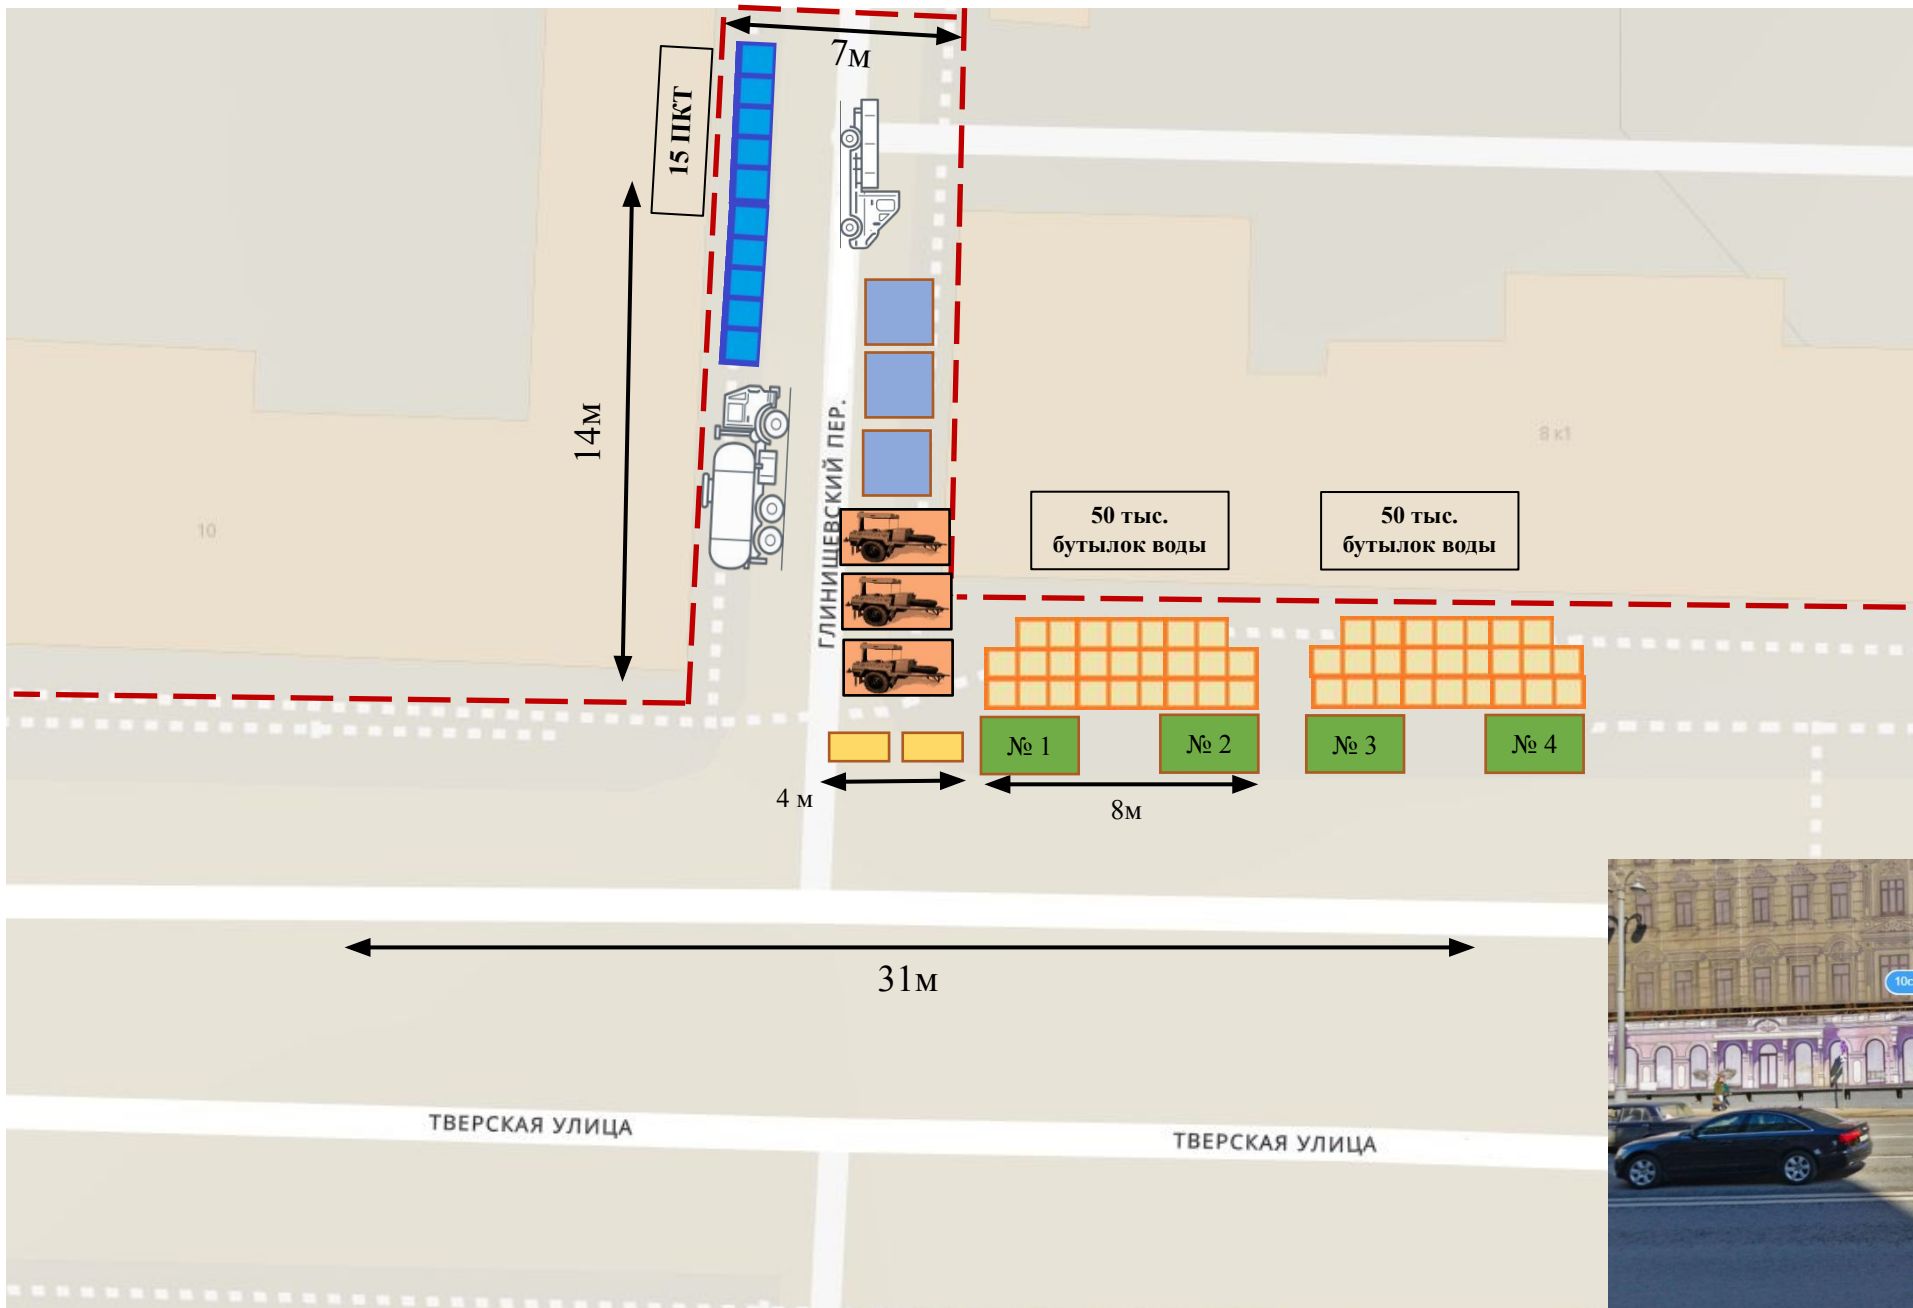 7м
15 ПКТ
14м
ГЛИНИЩЕВСКИЙ ПЕР.
8 к1
10
50 тыс.
бутылок воды
50 тыс.
бутылок воды
№ 1
№ 2
№ 3
№ 4
4 м
8м
31м
ТВЕРСКАЯ УЛИЦА
ТВЕРСКАЯ УЛИЦА